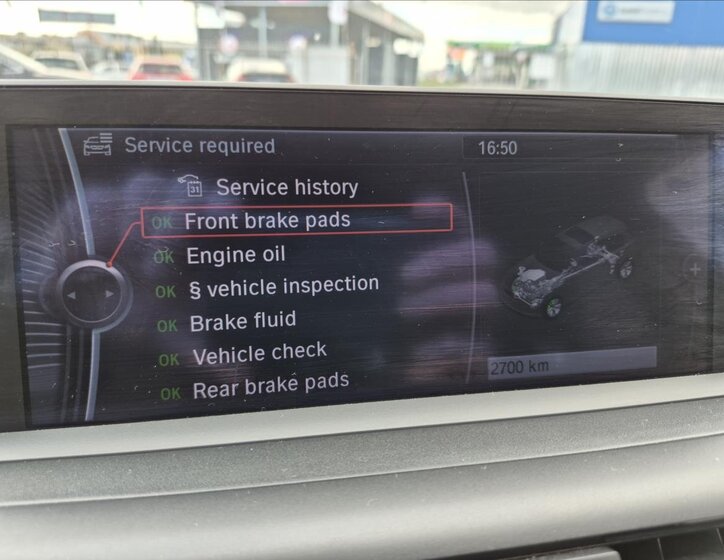 Service required
16:50
31
Service history
OK Front brake pads
OK Engine oil
OK § vehicle inspection
OK Brake fluid
OK Vehicle check
OK Rear brake pads
2700 km